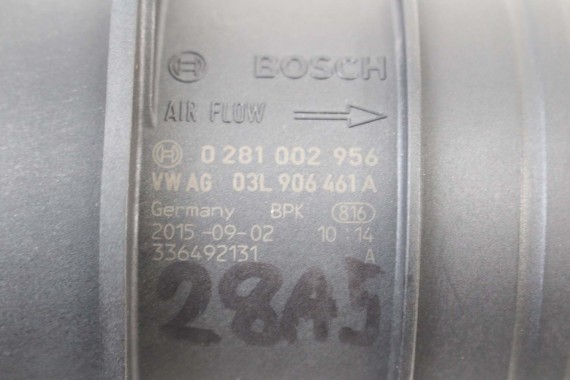 BOSCH
AIR FLOW
0 281 002 956
VW AG 03L 906 461 A
Germany BPK 816
2015-09-02 10:14
336492131 A
28A5